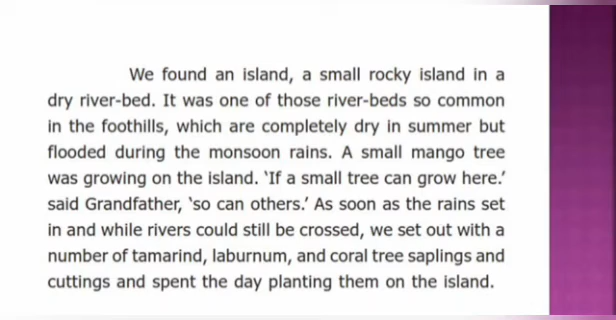 We found an island, a small rocky island in a
dry river-bed. It was one of those river-beds so common
in the foothills, which are completely dry in summer but
flooded during the monsoon rains. A small mango tree
was growing on the island. ‘If a small tree can grow here.’
said Grandfather, ‘so can others.’ As soon as the rains set
in and while rivers could still be crossed, we set out with a
number of tamarind, laburnum, and coral tree saplings and
cuttings and spent the day planting them on the island.